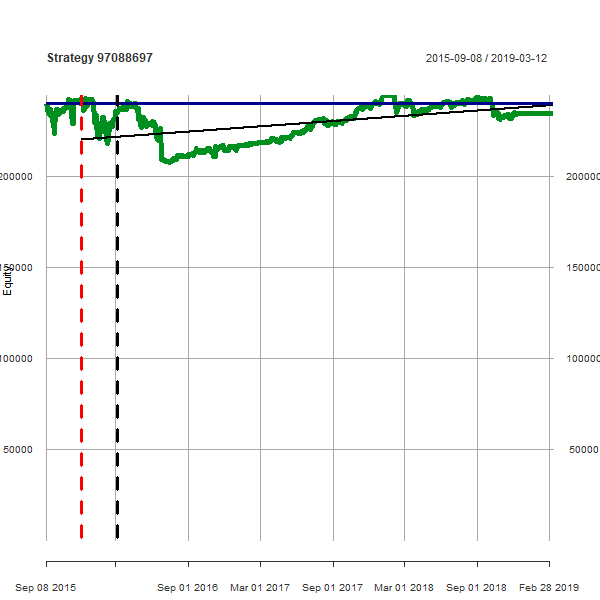 Strategy 97088697
2015-09-08 / 2019-03-12
200000
200000
150000
150000
Equity
100000
100000
50000
50000
Sep 08 2015
Sep 01 2016
Mar 01 2017
Sep 01 2017
Mar 01 2018
Sep 01 2018
Feb 28 2019